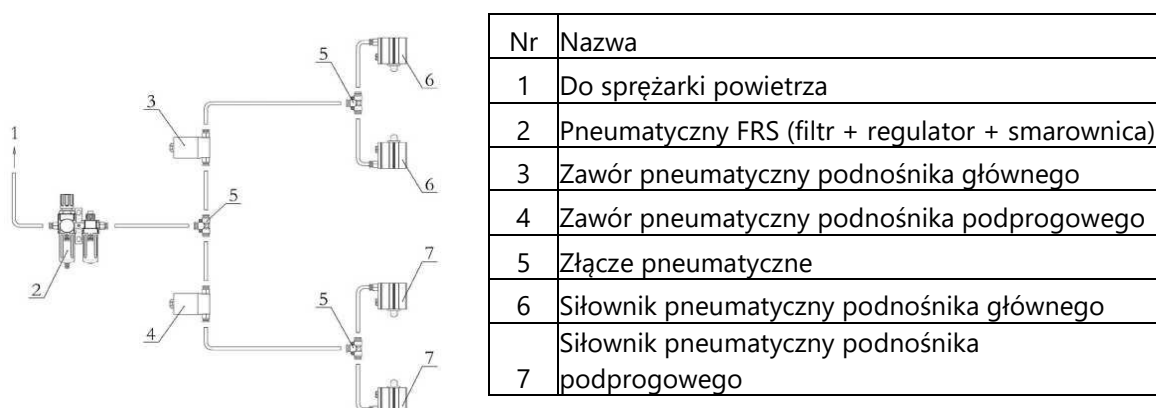 5
6
3
1
6
5
7
2
5
4
7
Nr Nazwa
1 Do sprężarki powietrza
2 Pneumatyczny FRS (filtr + regulator + smarownica)
3 Zawór pneumatyczny podnośnika głównego
4 Zawór pneumatyczny podnośnika podprogowego
5 Złącze pneumatyczne
6 Siłownik pneumatyczny podnośnika głównego
Siłownik pneumatyczny podnośnika
7 podprogowego